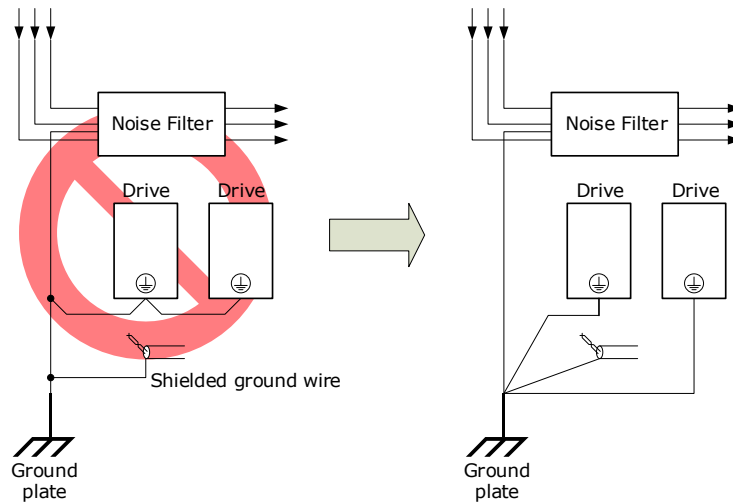 Noise Filter
Drive
Drive
Shielded ground wire
Ground
plate
Noise Filter
Drive
Drive
Ground
plate